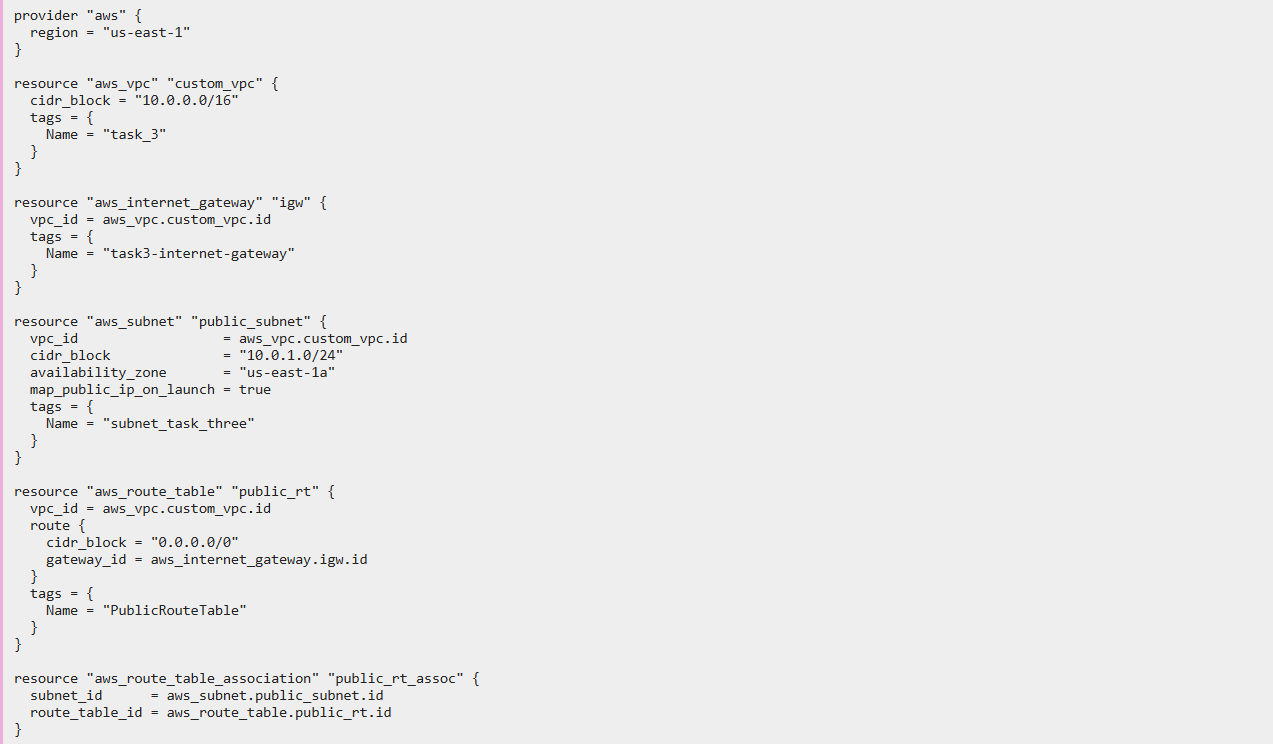 provider "aws" {
  region = "us-east-1"
}

resource "aws_vpc" "custom_vpc" {
  cidr_block = "10.0.0.0/16"
  tags = {
    Name = "task_3"
  }
}

resource "aws_internet_gateway" "igw" {
  vpc_id = aws_vpc.custom_vpc.id
  tags = {
    Name = "task3-internet-gateway"
  }
}

resource "aws_subnet" "public_subnet" {
  vpc_id                  = aws_vpc.custom_vpc.id
  cidr_block              = "10.0.1.0/24"
  availability_zone       = "us-east-1a"
  map_public_ip_on_launch = true
  tags = {
    Name = "subnet_task_three"
  }
}

resource "aws_route_table" "public_rt" {
  vpc_id = aws_vpc.custom_vpc.id
  route {
    cidr_block = "0.0.0.0/0"
    gateway_id = aws_internet_gateway.igw.id
  }
  tags = {
    Name = "PublicRouteTable"
  }
}

resource "aws_route_table_association" "public_rt_assoc" {
  subnet_id      = aws_subnet.public_subnet.id
  route_table_id = aws_route_table.public_rt.id
}